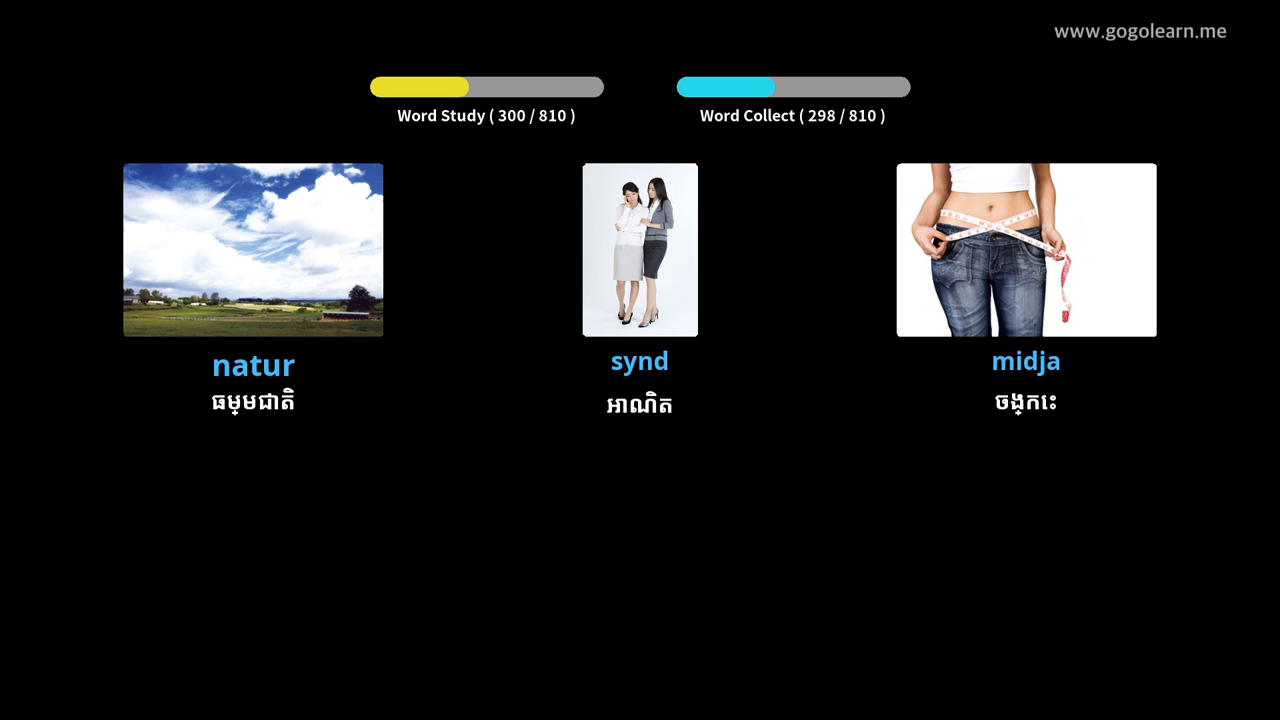 www.gogolearn.me
Word Study ( 300 / 810 )
Word Collect ( 298 / 810 )
natur
synd
midja
ធម្មជាតិ
អាណិត
ចង្កេះ